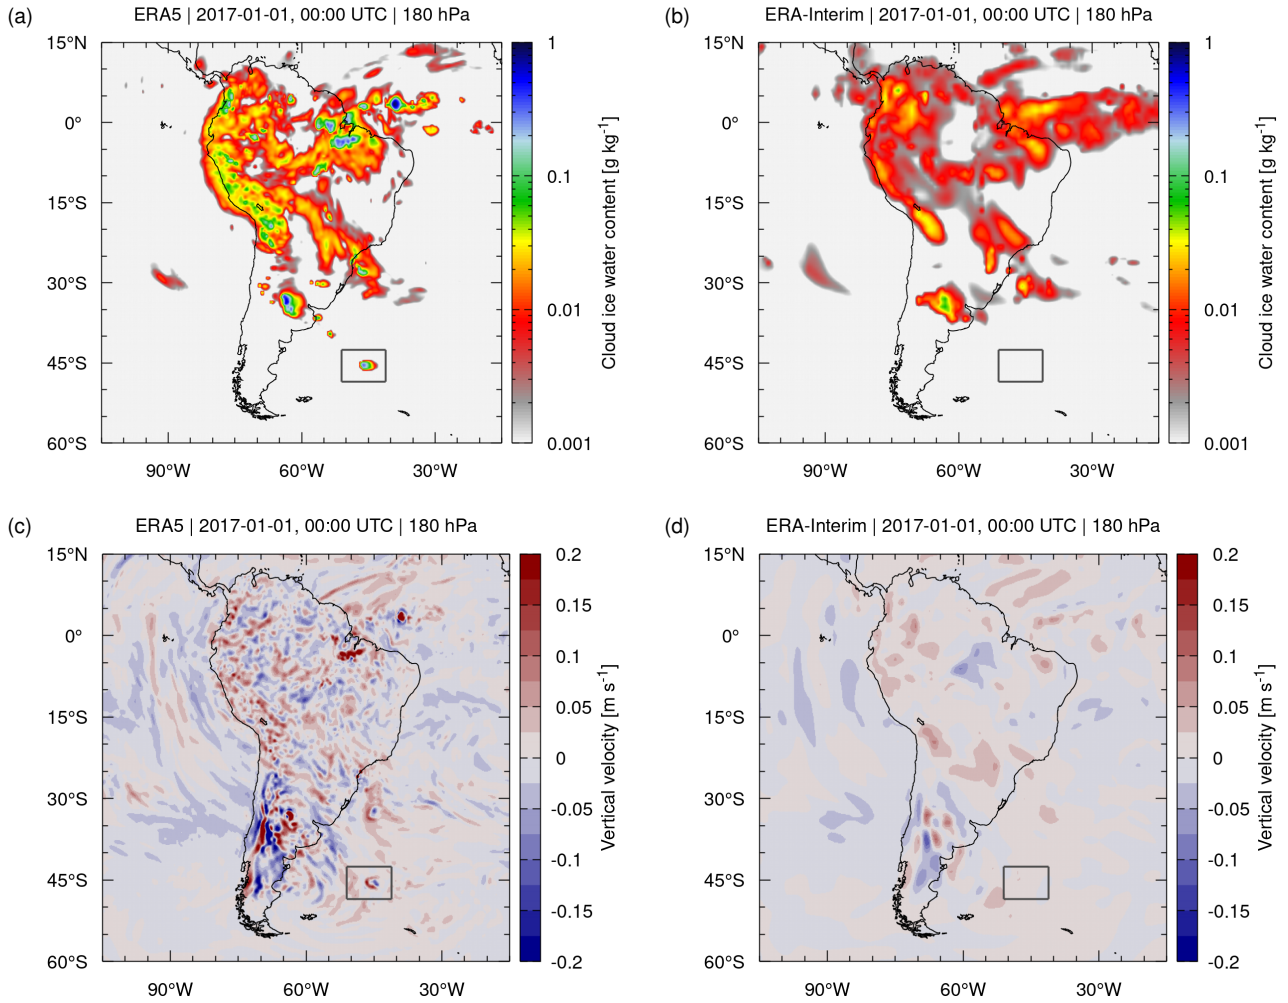 (a) ERA5 | 2017-01-01, 00:00 UTC | 180 hPa
15°N
0°
15°S
30°S
45°S
60°S
90°W 60°W 30°W
1
0.1
0.01
0.001
Cloud ice water content [g kg⁻¹]
(b) ERA-Interim | 2017-01-01, 00:00 UTC | 180 hPa
15°N
0°
15°S
30°S
45°S
60°S
90°W 60°W 30°W
1
0.1
0.01
0.001
Cloud ice water content [g kg⁻¹]
(c) ERA5 | 2017-01-01, 00:00 UTC | 180 hPa
15°N
0°
15°S
30°S
45°S
60°S
90°W 60°W 30°W
0.2
0.15
0.1
0.05
0
-0.05
-0.1
-0.15
-0.2
Vertical velocity [m s⁻¹]
(d) ERA-Interim | 2017-01-01, 00:00 UTC | 180 hPa
15°N
0°
15°S
30°S
45°S
60°S
90°W 60°W 30°W
0.2
0.15
0.1
0.05
0
-0.05
-0.1
-0.15
-0.2
Vertical velocity [m s⁻¹]